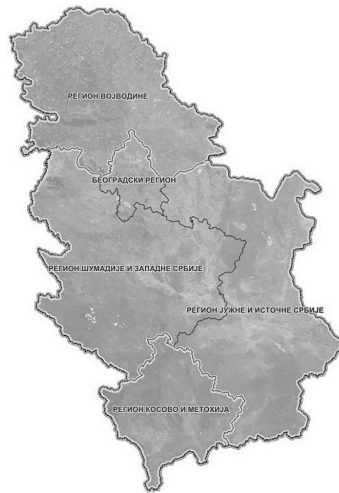 РЕГИОН ВОЈВОДИНЕ
БЕОГРАДСКИ РЕГИОН
РЕГИОН ШУМАДИЈЕ И ЗАПАДНЕ СРБИЈЕ
РЕГИОН ЈУЖНЕ И ИСТОЧНЕ СРБИЈЕ
РЕГИОН КОСОВО И МЕТОХИЈА